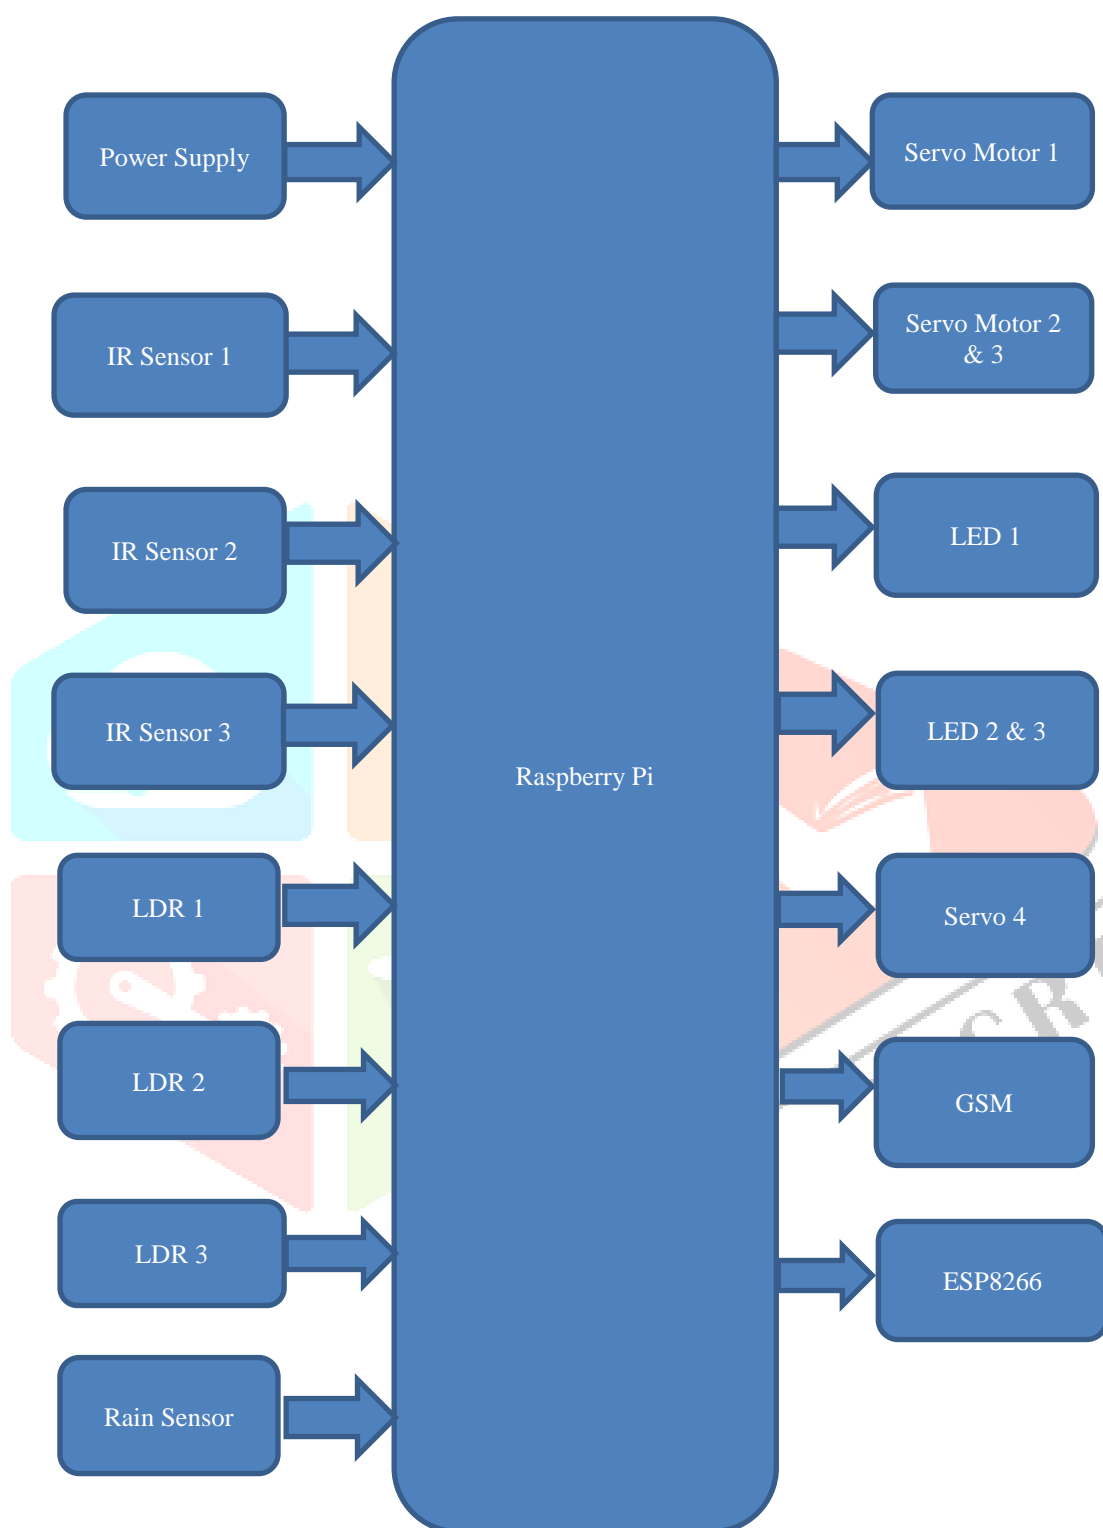 Power Supply
IR Sensor 1
IR Sensor 2
IR Sensor 3
LDR 1
LDR 2
LDR 3
Rain Sensor
Raspberry Pi
Servo Motor 1
Servo Motor 2
& 3
LED 1
LED 2 & 3
Servo 4
GSM
ESP8266